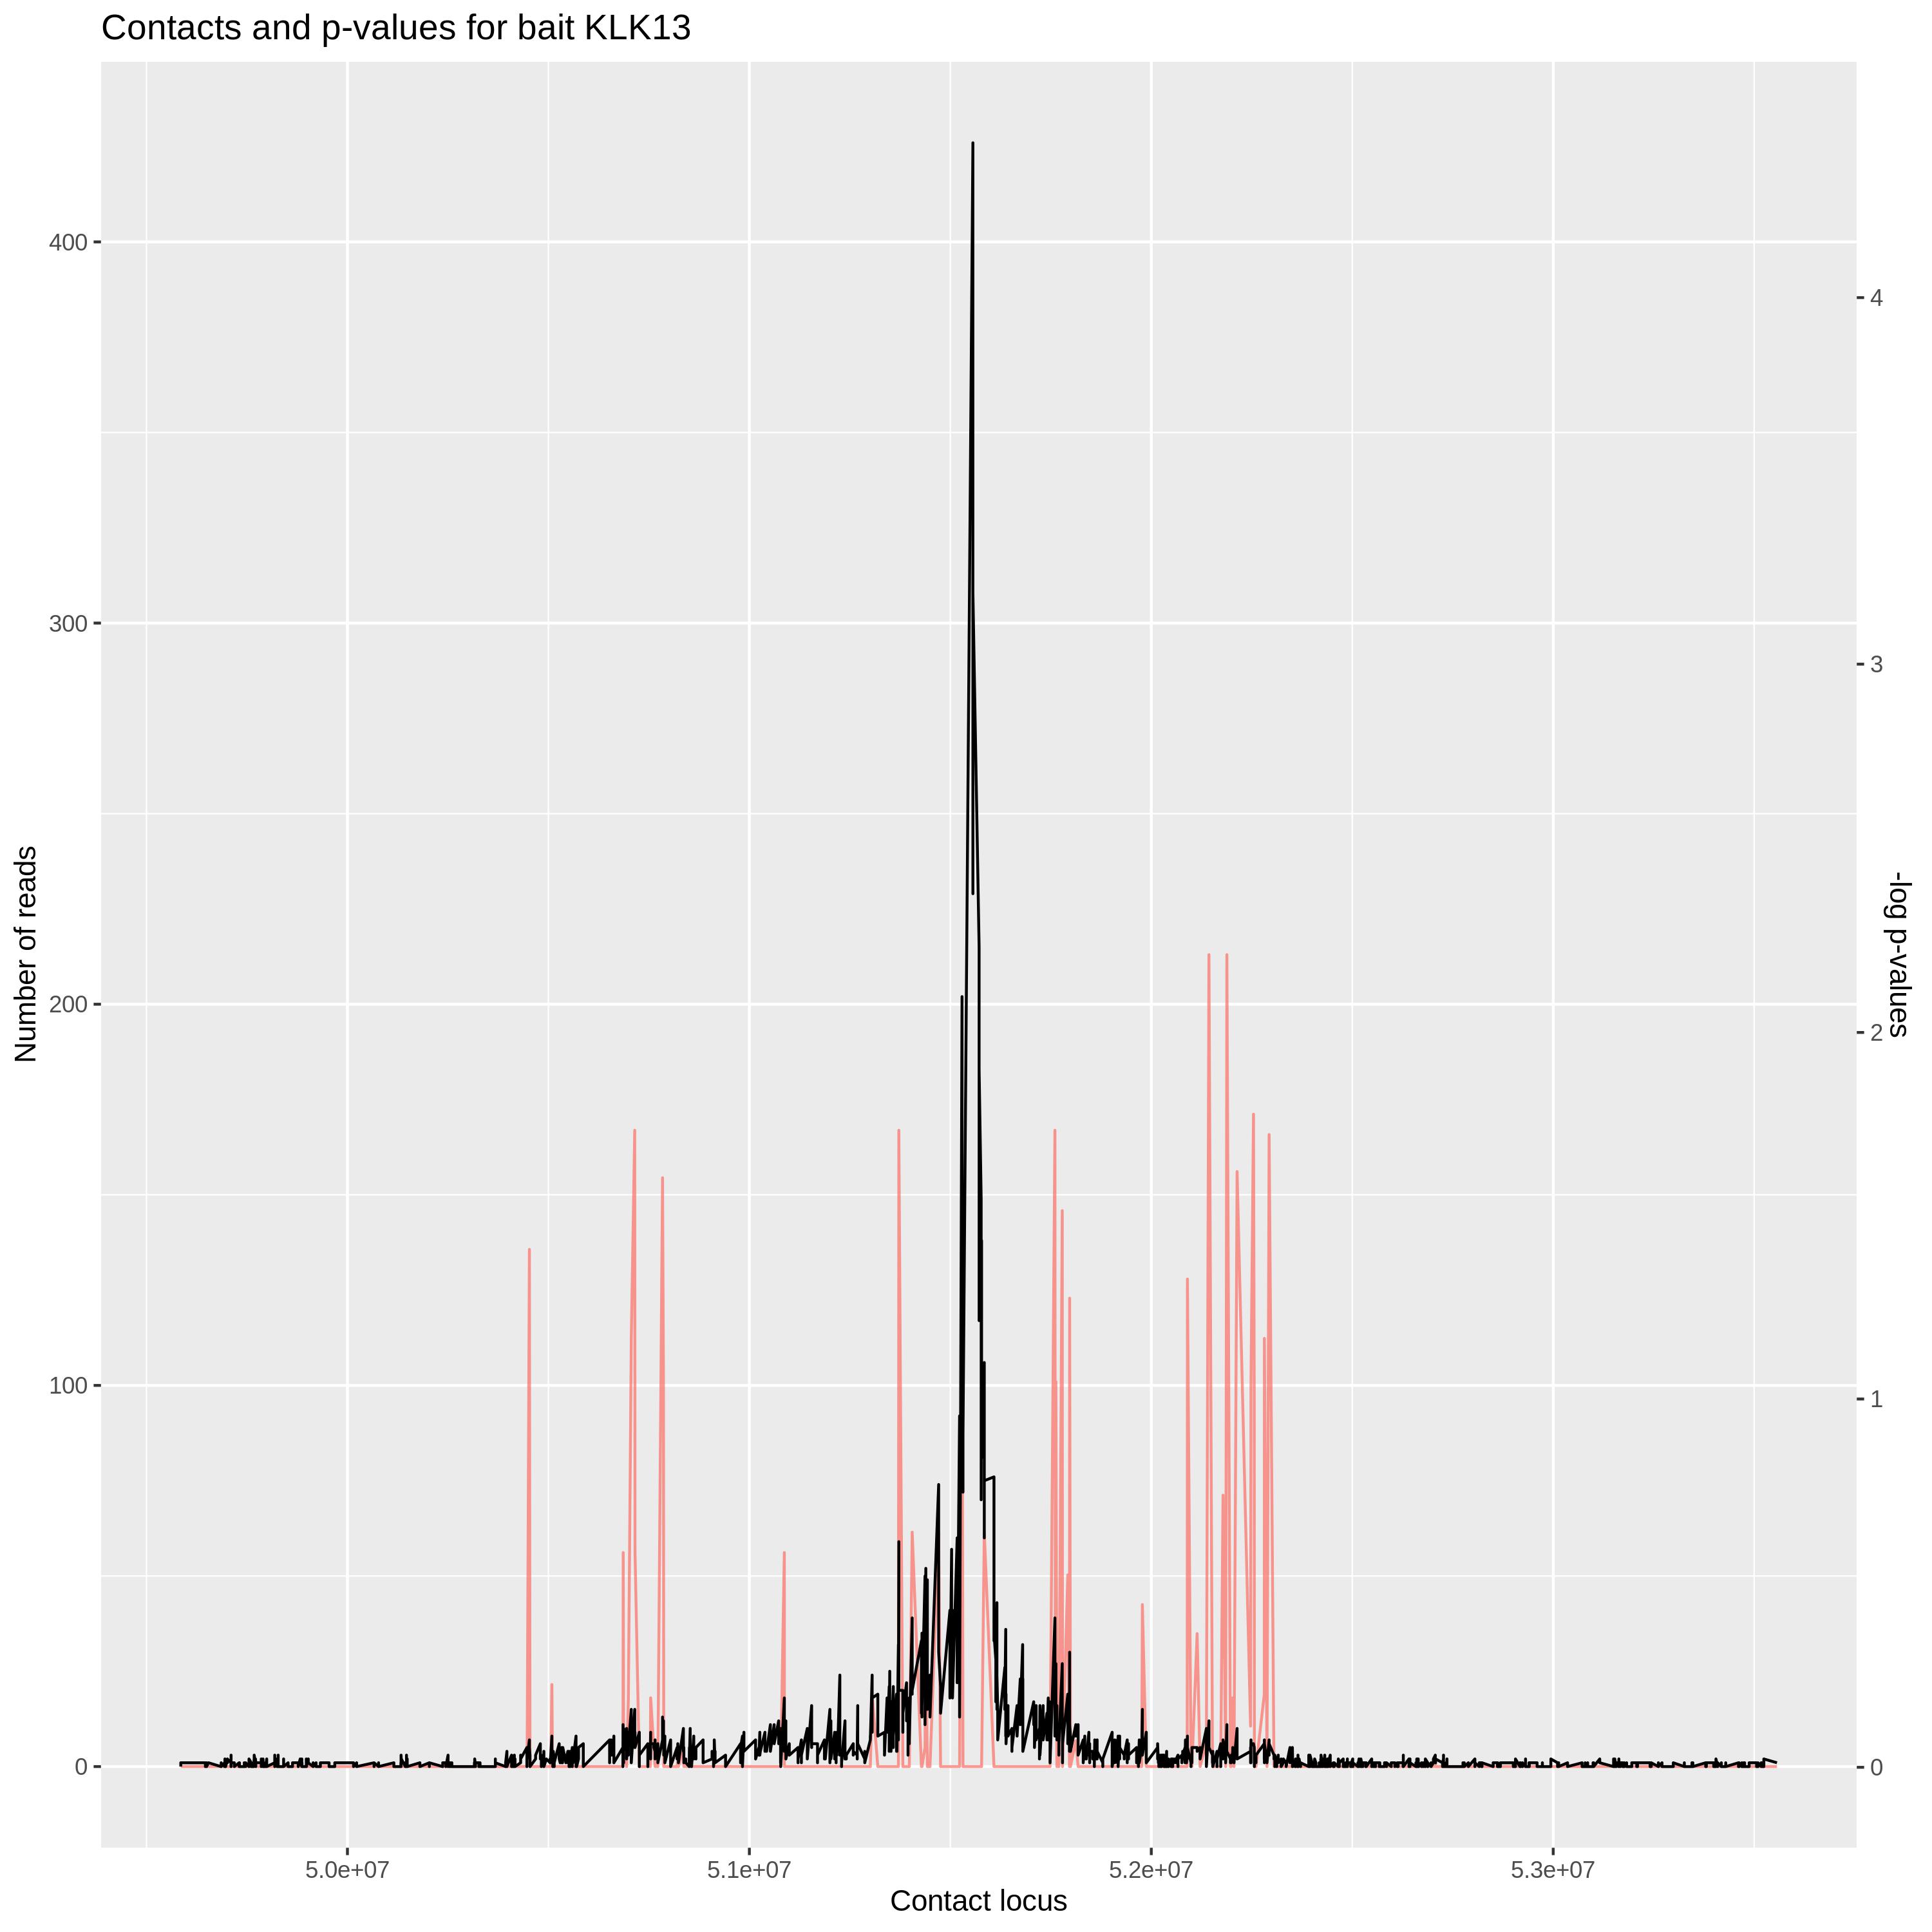 Contacts and p-values for bait KLK13
400
300
200
100
0
Number of reads
4
3
2
1
0
-log p-values
5.0e+07
5.1e+07
5.2e+07
5.3e+07
Contact locus